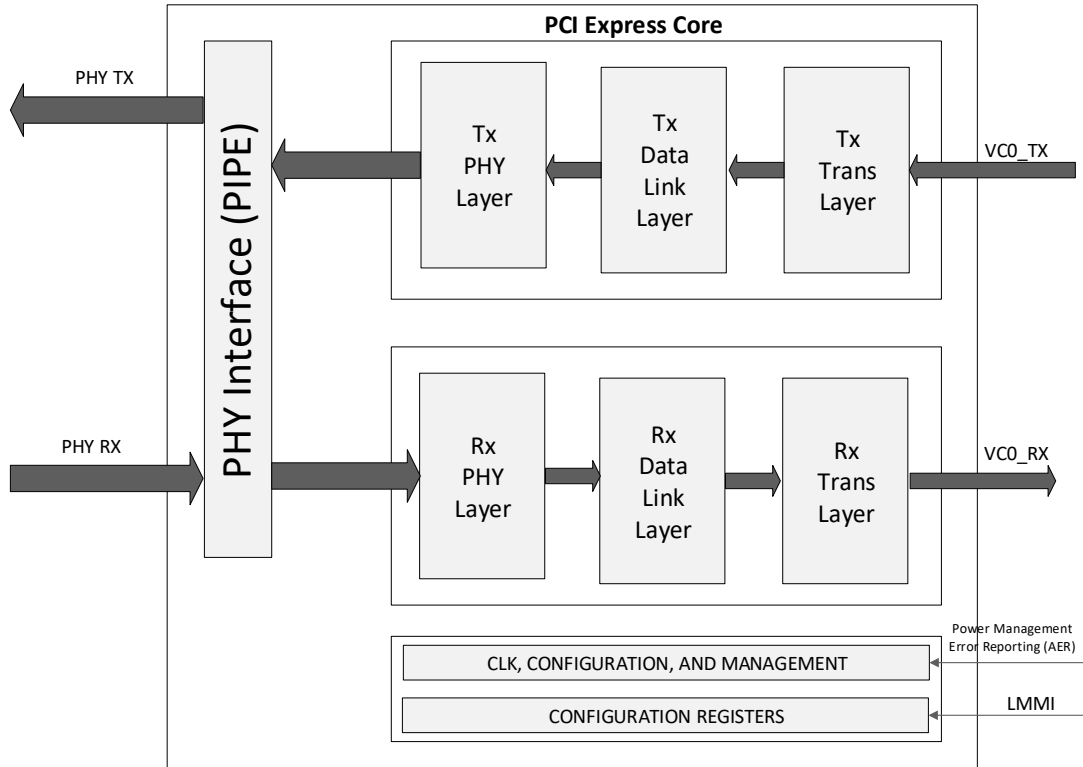 PCI Express Core
PHY TX
PHY Interface (PIPE)
Tx
PHY
Layer
Tx
Data
Link
Layer
Tx
Trans
Layer
VC0_TX
PHY RX
Rx
PHY
Layer
Rx
Data
Link
Layer
Rx
Trans
Layer
VC0_RX
Power Management
Error Reporting (AER)
CLK, CONFIGURATION, AND MANAGEMENT
CONFIGURATION REGISTERS
LMMI